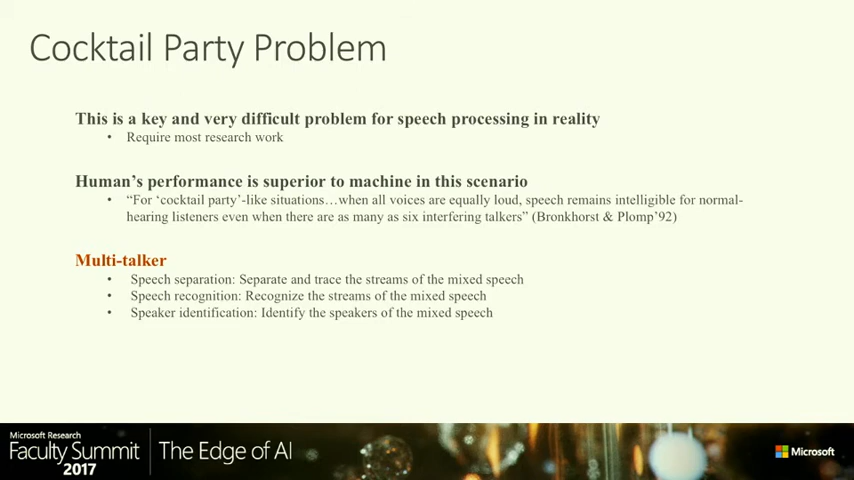 Cocktail Party Problem
This is a key and very difficult problem for speech processing in reality
• Require most research work
Human's performance is superior to machine in this scenario
• “For ‘cocktail party’-like situations…when all voices are equally loud, speech remains intelligible for normal-
hearing listeners even when there are as many as six interfering talkers” (Bronkhorst & Plomp’92)
Multi-talker
• Speech separation: Separate and trace the streams of the mixed speech
• Speech recognition: Recognize the streams of the mixed speech
• Speaker identification: Identify the speakers of the mixed speech
Microsoft Research
Faculty Summit
2017
The Edge of AI
Microsoft